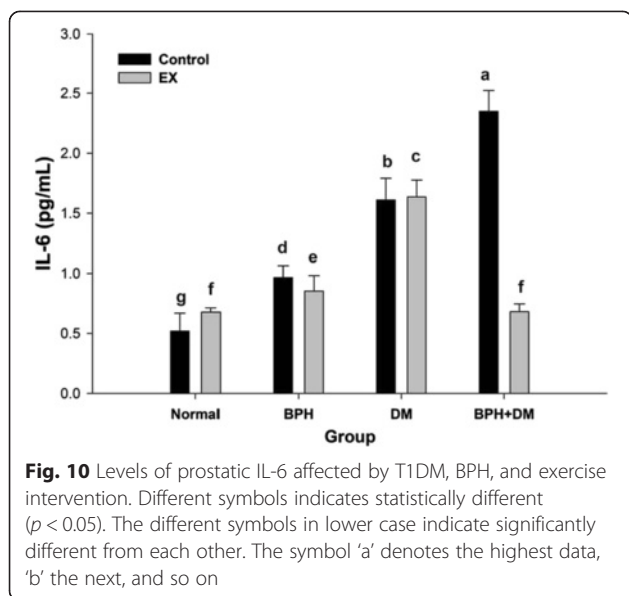 3.0
Control
EX
a
2.5
2.0
b
c
IL-6 (pg/mL)
1.5
1.0
d
e
g
f
f
0.5
0.0
Normal
BPH
DM
BPH+DM
Group
Fig. 10 Levels of prostatic IL-6 affected by T1DM, BPH, and exercise
intervention. Different symbols indicates statistically different
(p < 0.05). The different symbols in lower case indicate significantly
different from each other. The symbol ‘a’ denotes the highest data,
‘b’ the next, and so on